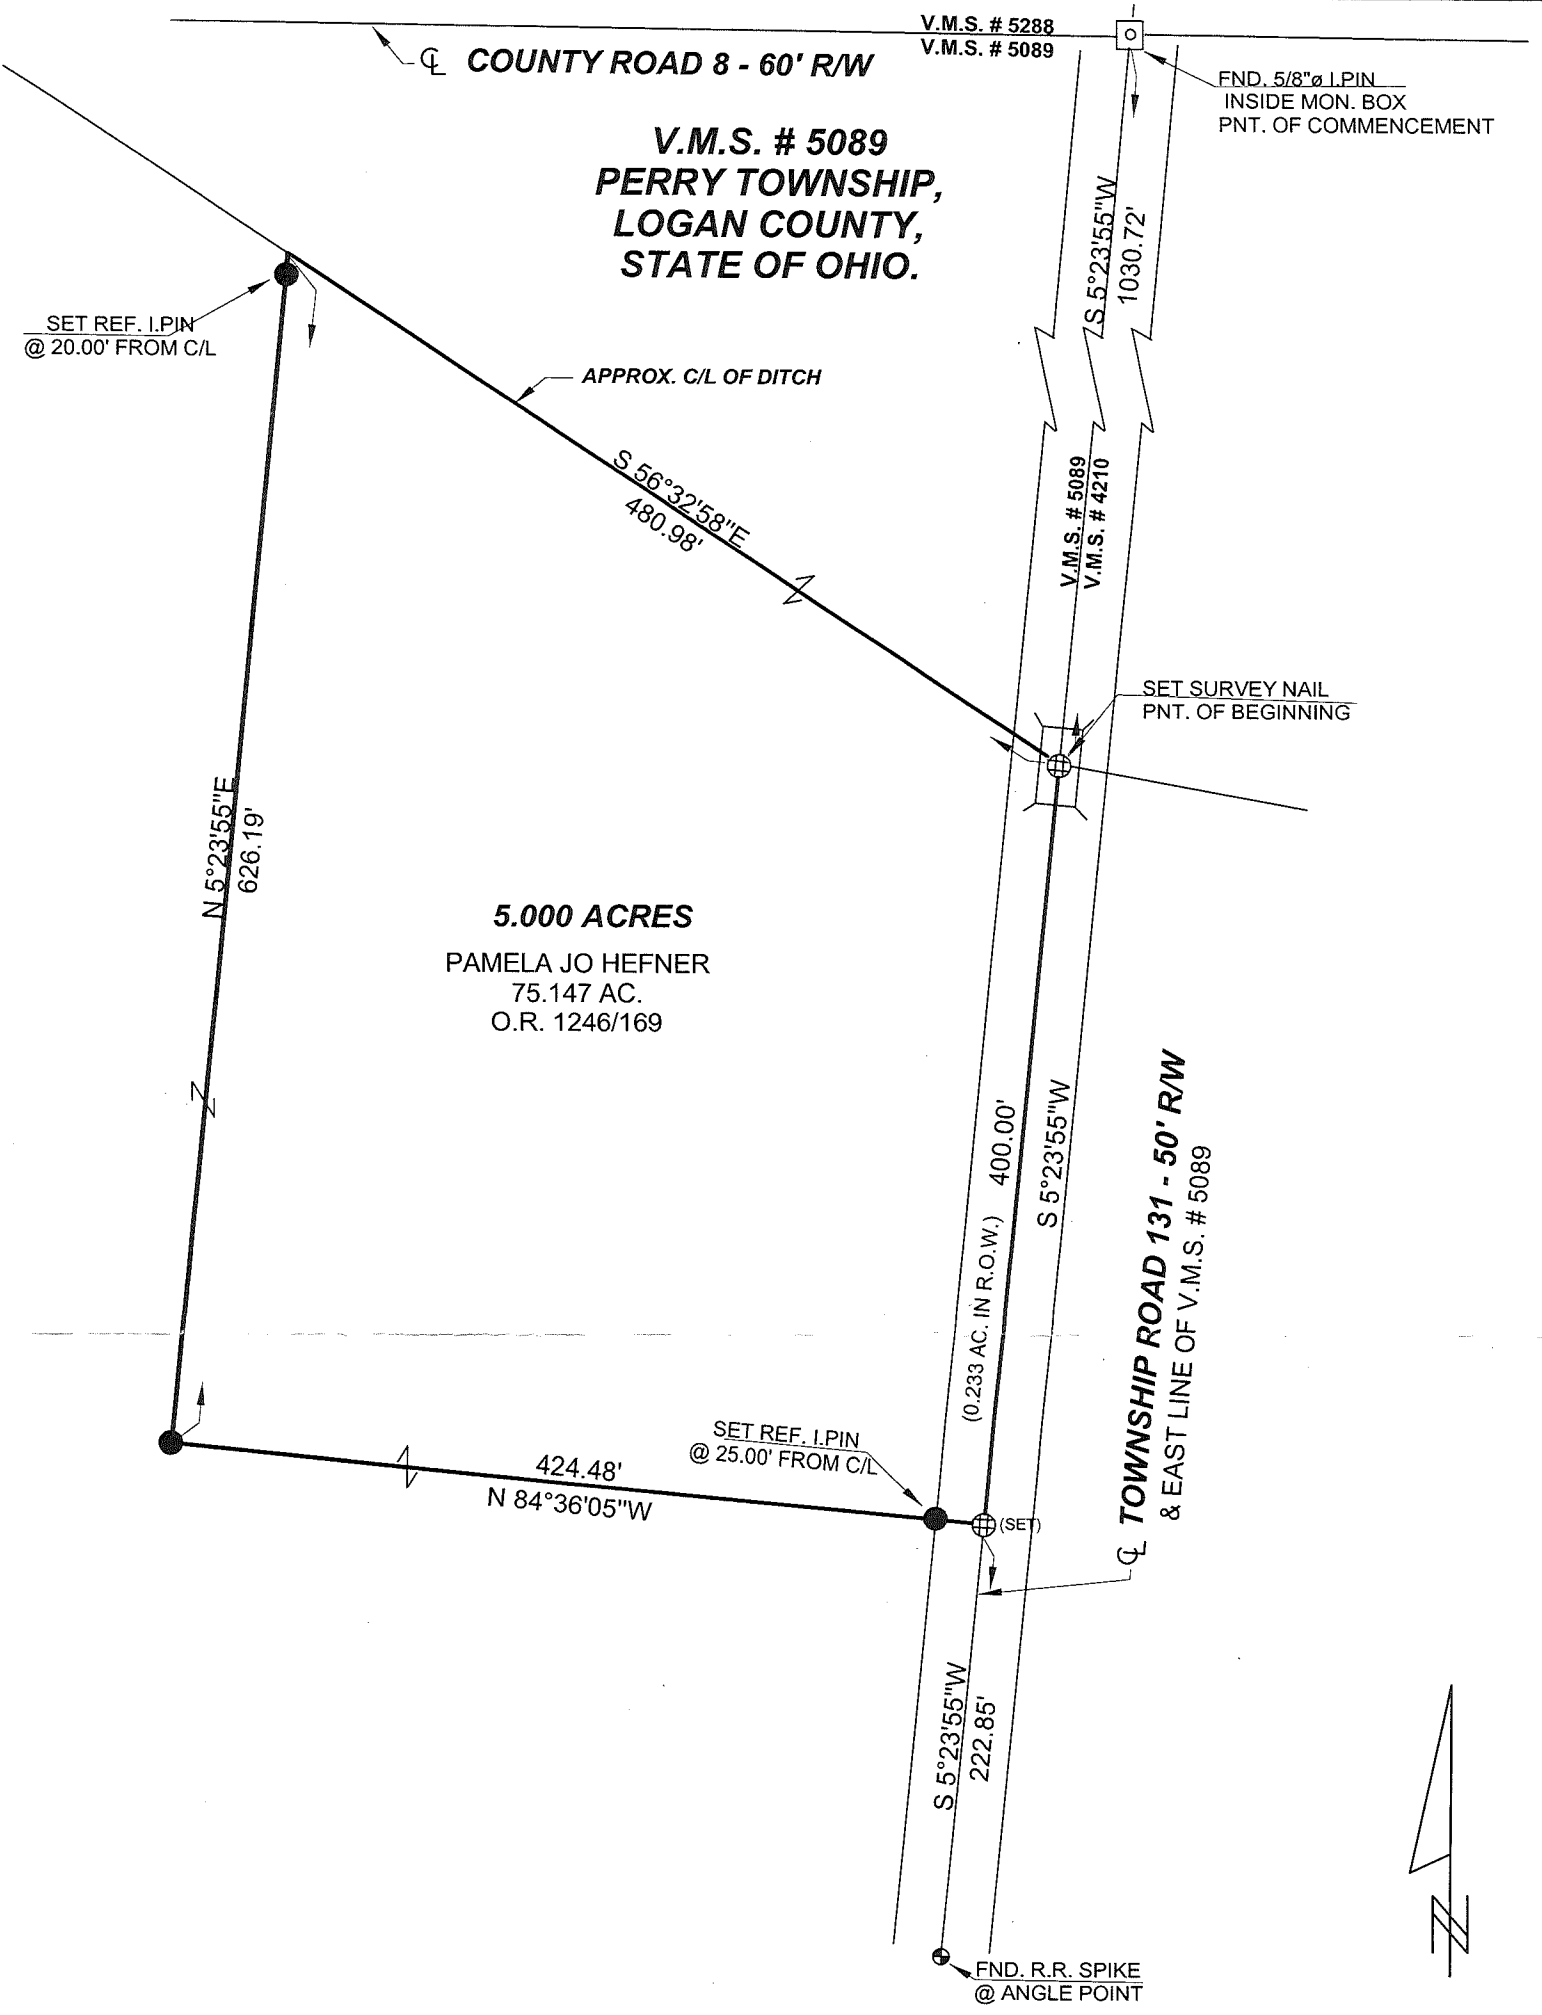 V.M.S. # 5288
V.M.S. # 5089
℄ COUNTY ROAD 8 - 60' R/W
FND. 5/8"ø I.PIN
INSIDE MON. BOX
PNT. OF COMMENCEMENT
V.M.S. # 5089
PERRY TOWNSHIP,
LOGAN COUNTY,
STATE OF OHIO.
S 5°23'55"W
1030.72'
SET REF. I.PIN
@ 20.00' FROM C/L
APPROX. C/L OF DITCH
S 56°32'58"E
480.98'
V.M.S. # 5089
V.M.S. # 4210
SET SURVEY NAIL
PNT. OF BEGINNING
N 5°23'55"E
626.19'
5.000 ACRES
PAMELA JO HEFNER
75.147 AC.
O.R. 1246/169
(0.233 AC. IN R.O.W.) 400.00'
S 5°23'55"W
℄ TOWNSHIP ROAD 131 - 50' R/W
& EAST LINE OF V.M.S. # 5089
SET REF. I.PIN
@ 25.00' FROM C/L
424.48'
N 84°36'05"W
(SET)
S 5°23'55"W
222.85'
N
FND. R.R. SPIKE
@ ANGLE POINT